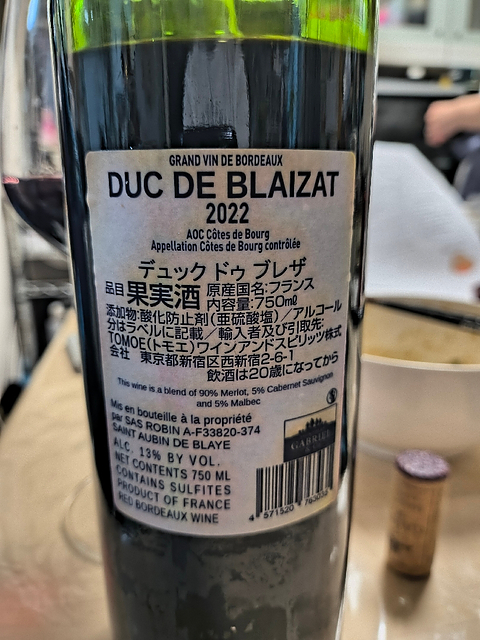 GRAND VIN DE BORDEAUX
DUC DE BLAIZAT
2022
AOC Côtes de Bourg
Appellation Côtes de Bourg contrôlée
デュック ドゥ ブレザ
品目 果実酒 原産国名:フランス
内容量:750mℓ
添加物:酸化防止剤(亜硫酸塩)/アルコール
分はラベルに記載/輸入者及び引取先:
TOMOE(トモエ)ワインアンドスピリッツ株式
会社 東京都新宿区西新宿2-6-1
飲酒は20歳になってから
This wine is a blend of 90% Merlot, 5% Cabernet Sauvignon
and 5% Malbec
Mis en bouteille à la propriété
par SAS ROBIN A-F33820-374
SAINT AUBIN DE BLAYE
ALC. 13% BY VOL.
NET CONTENTS 750 ML
CONTAINS SULFITES
PRODUCT OF FRANCE
RED BORDEAUX WINE
GABRIEL
4 571520 763032